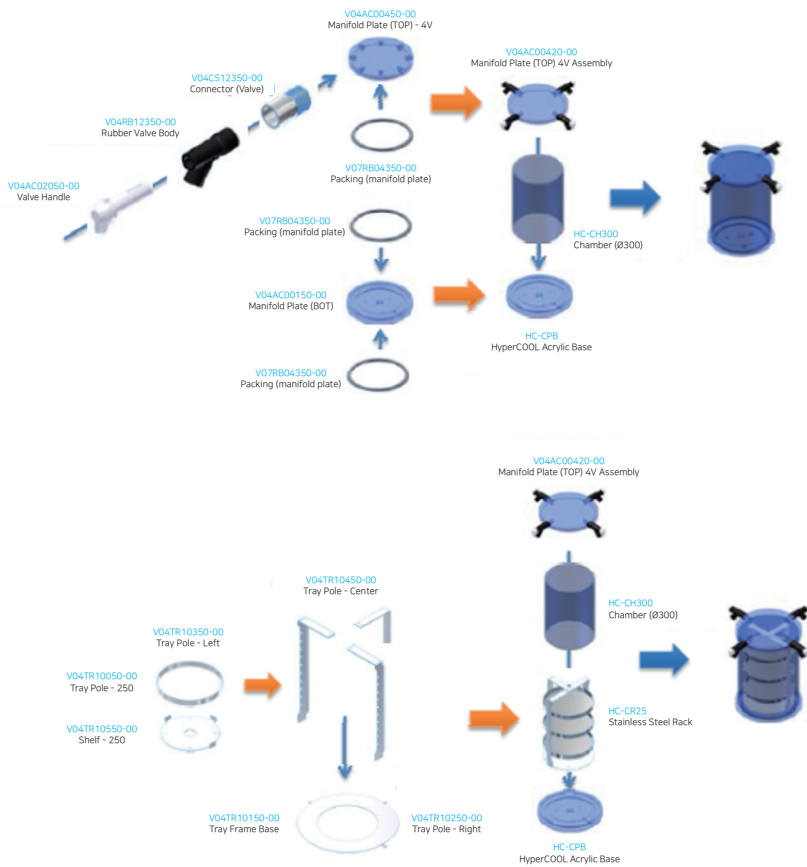 V04AC00450-00
Manifold Plate (TOP) - 4V
V04AC00420-00
Manifold Plate (TOP) 4V Assembly
V04CS12350-00
Connector (Valve)
V04RB12350-00
Rubber Valve Body
V04AC02050-00
Valve Handle
V07RB04350-00
Packing (manifold plate)
V07RB04350-00
Packing (manifold plate)
HC-CH300
Chamber (Ø300)
V04AC00150-00
Manifold Plate (BOT)
HC-CPB
HyperCOOL Acrylic Base
V07RB04350-00
Packing (manifold plate)
V04AC00420-00
Manifold Plate (TOP) 4V Assembly
V04TR10450-00
Tray Pole - Center
HC-CH300
Chamber (Ø300)
V04TR10350-00
Tray Pole - Left
V04TR10050-00
Tray Pole - 250
V04TR10550-00
Shelf - 250
HC-CR25
Stainless Steel Rack
V04TR10150-00
Tray Frame Base
V04TR10250-00
Tray Pole - Right
HC-CPB
HyperCOOL Acrylic Base